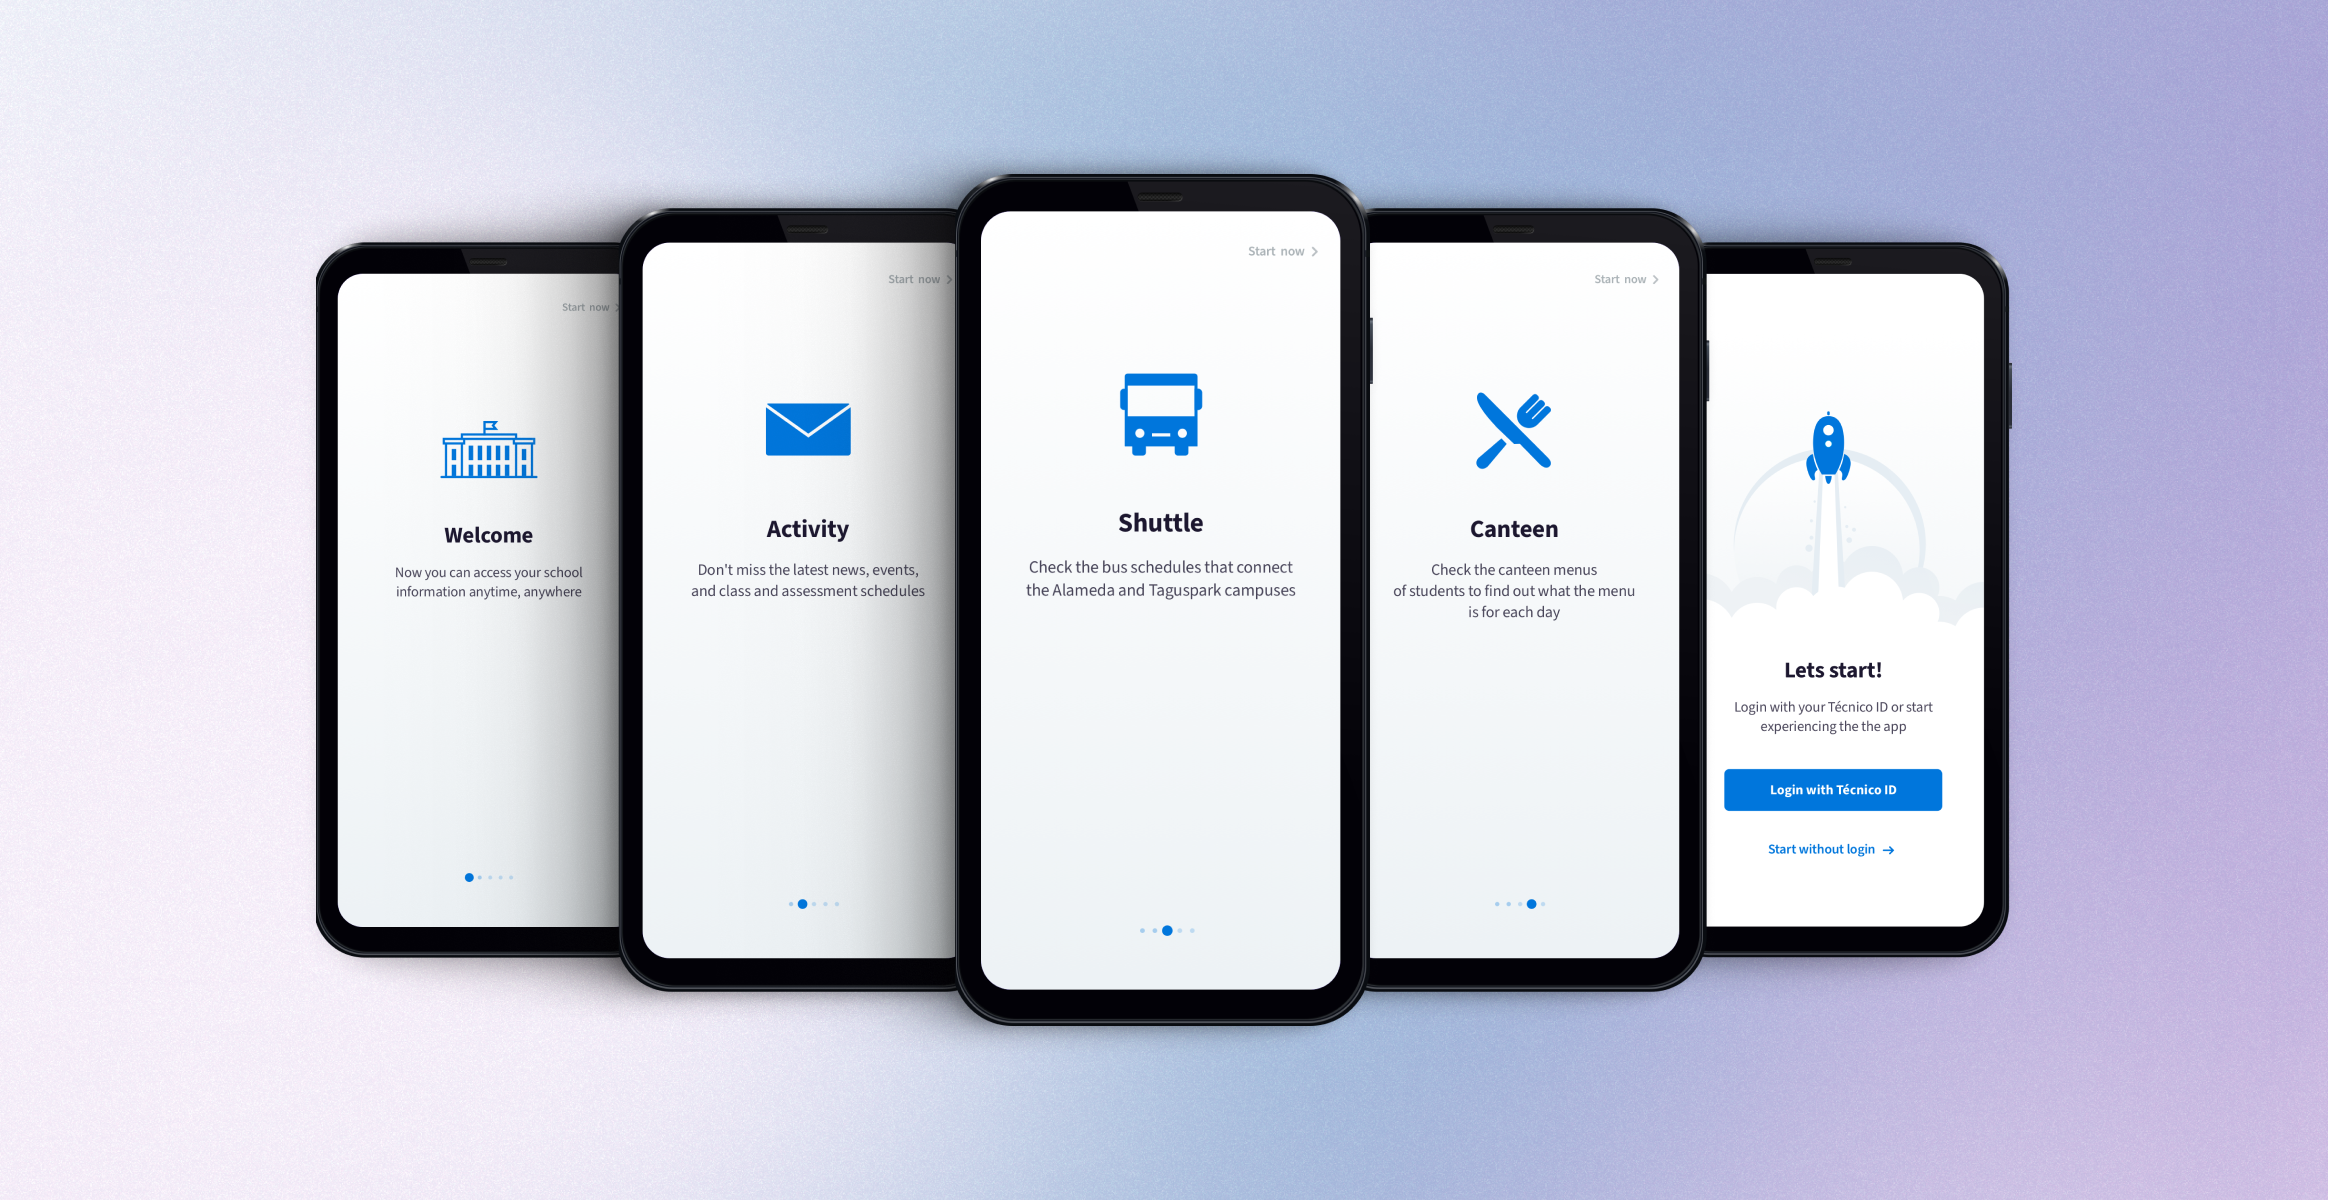 Start now
Welcome
Now you can access your school
information anytime, anywhere
Start now
Activity
Don't miss the latest news, events,
and class and assessment schedules
Start now
Shuttle
Check the bus schedules that connect
the Alameda and Taguspark campuses
Start now
Canteen
Check the canteen menus
of students to find out what the menu
is for each day
Lets start!
Login with your Técnico ID or start
experiencing the the app
Login with Técnico ID
Start without login